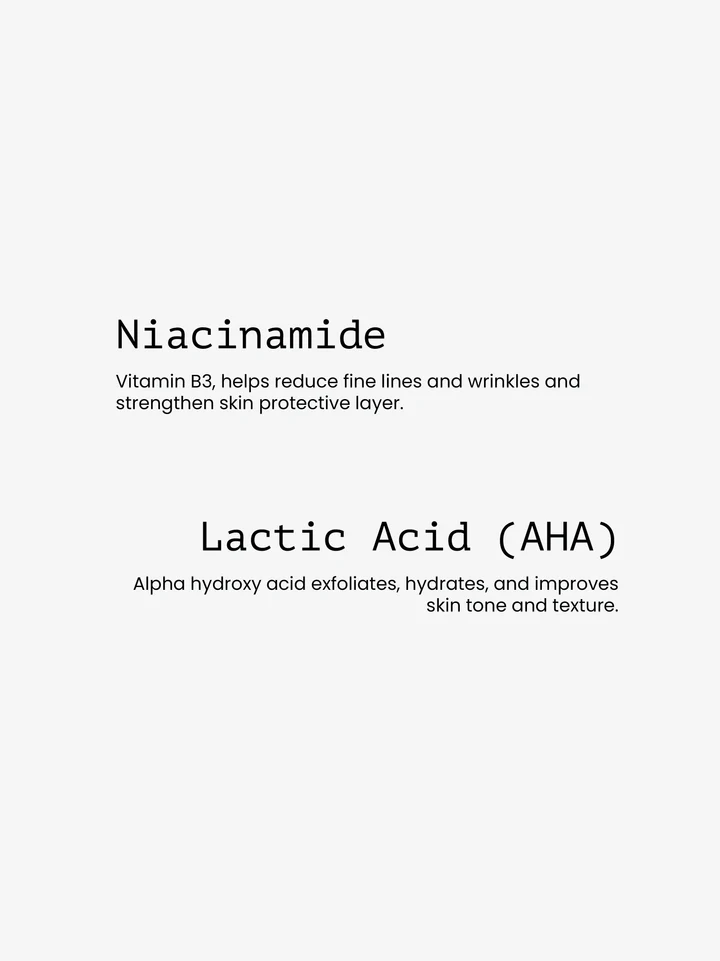 Niacinamide
Vitamin B3, helps reduce fine lines and wrinkles and
strengthen skin protective layer.
Lactic Acid (AHA)
Alpha hydroxy acid exfoliates, hydrates, and improves
skin tone and texture.